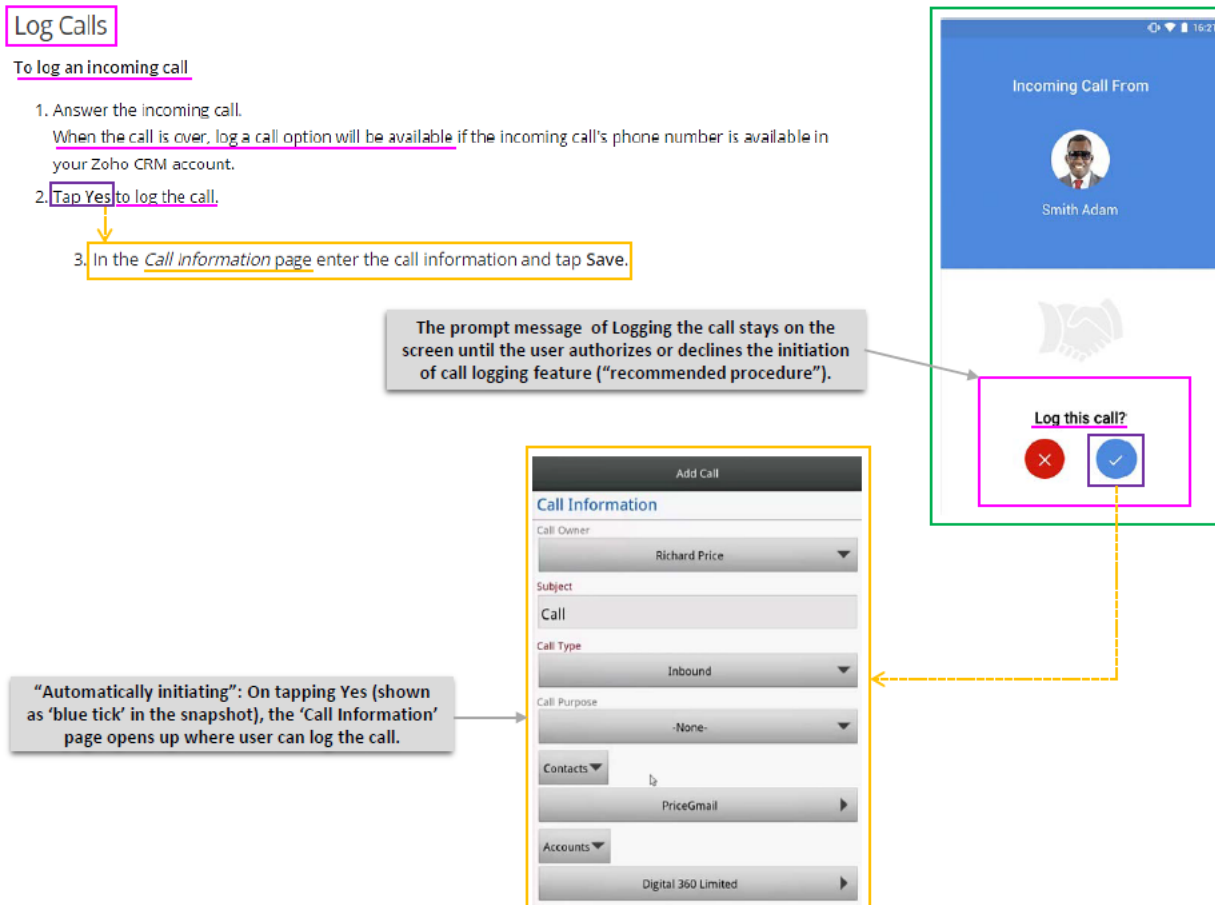 Log Calls
To log an incoming call
1. Answer the incoming call.
When the call is over, log a call option will be available if the incoming call's phone number is available in
your Zoho CRM account.
2. Tap Yes to log the call.
3. In the Call Information page enter the call information and tap Save.
16:27
Incoming Call From
Smith Adam
The prompt message of Logging the call stays on the
screen until the user authorizes or declines the initiation
of call logging feature (“recommended procedure”).
Log this call?
Add Call
Call Information
Call Owner
Richard Price
Subject
Call
Call Type
Inbound
Call Purpose
-None-
Contacts
PriceGmail
Accounts
Digital 360 Limited
“Automatically initiating”: On tapping Yes (shown
as ‘blue tick’ in the snapshot), the ‘Call Information’
page opens up where user can log the call.